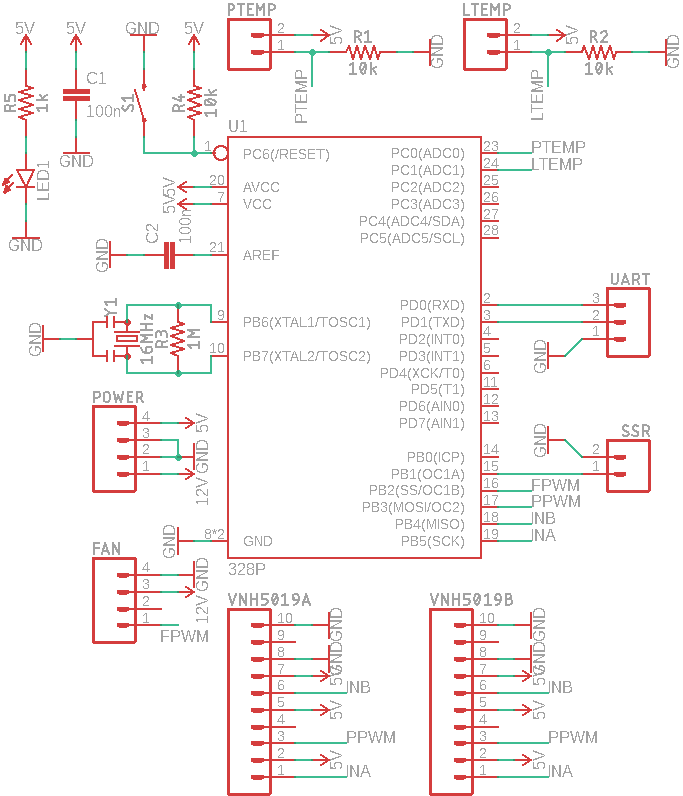 5V
5V
GND
5V
PTEMP
2
1
5V
R1
10k
GND
PTEMP
LTEMP
2
1
5V
R2
10k
GND
LTEMP
R5
1k
LED1
GND
C1
100n
GND
S1
R4
10k
U1
1
PC6(/RESET)
20
AVCC
5V
7
VCC
5V
C2
100n
GND
21
AREF
Y1
16MHz
R3
1M
GND
9
PB6(XTAL1/TOSC1)
10
PB7(XTAL2/TOSC2)
8*2
GND
GND
328P
PC0(ADC0)
23
PTEMP
PC1(ADC1)
24
LTEMP
PC2(ADC2)
25
PC3(ADC3)
26
PC4(ADC4/SDA)
27
PC5(ADC5/SCL)
28
PD0(RXD)
2
PD1(TXD)
3
PD2(INT0)
4
PD3(INT1)
5
PD4(XCK/T0)
6
PD5(T1)
11
PD6(AIN0)
12
PD7(AIN1)
13
PB0(ICP)
14
PB1(OC1A)
15
PB2(SS/OC1B)
16
FPWM
PB3(MOSI/OC2)
17
PPWM
PB4(MISO)
18
INB
PB5(SCK)
19
INA
UART
3
2
1
GND
SSR
2
1
GND
POWER
4
3
2
1
5V
GND
12V
FAN
4
3
2
1
GND
12V
FPWM
VNH5019A
10
9
8
7
6
5
4
3
2
1
GND
GND
5V
INB
5V
PPWM
5V
INA
VNH5019B
10
9
8
7
6
5
4
3
2
1
GND
GND
5V
INB
5V
PPWM
5V
INA